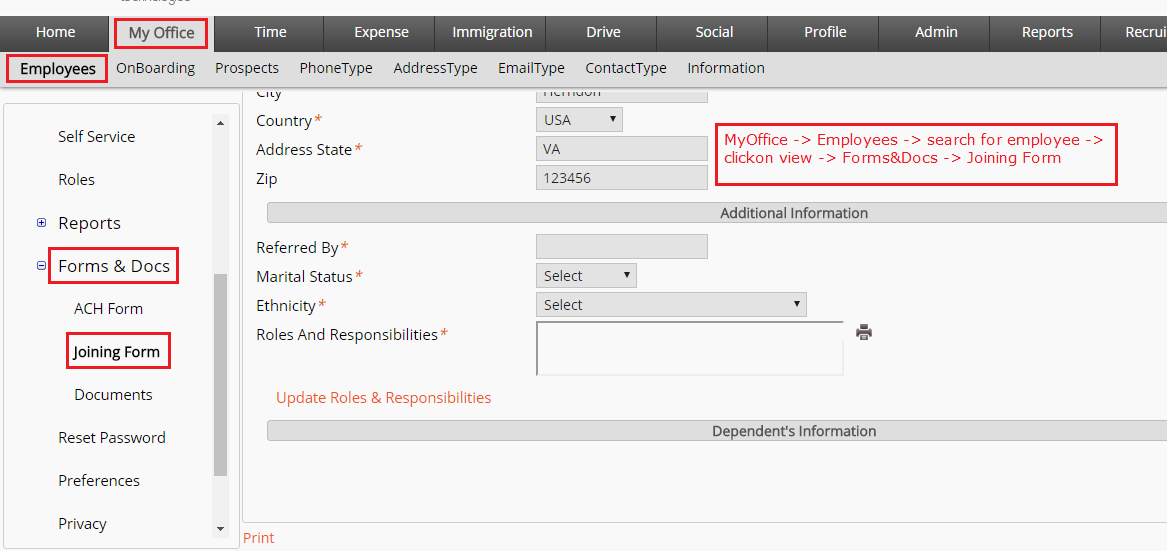 technologies
Home My Office Time Expense Immigration Drive Social Profile Admin Reports Recrui
Employees OnBoarding Prospects PhoneType AddressType EmailType ContactType Information
Self Service
Roles
Reports
Forms & Docs
ACH Form
Joining Form
Documents
Reset Password
Preferences
Privacy
City Herndon
Country* USA
Address State* VA
Zip 123456
MyOffice -> Employees -> search for employee ->
clickon view -> Forms&Docs -> Joining Form
Additional Information
Referred By*
Marital Status* Select
Ethnicity* Select
Roles And Responsibilities*
Update Roles & Responsibilities
Dependent's Information
Print